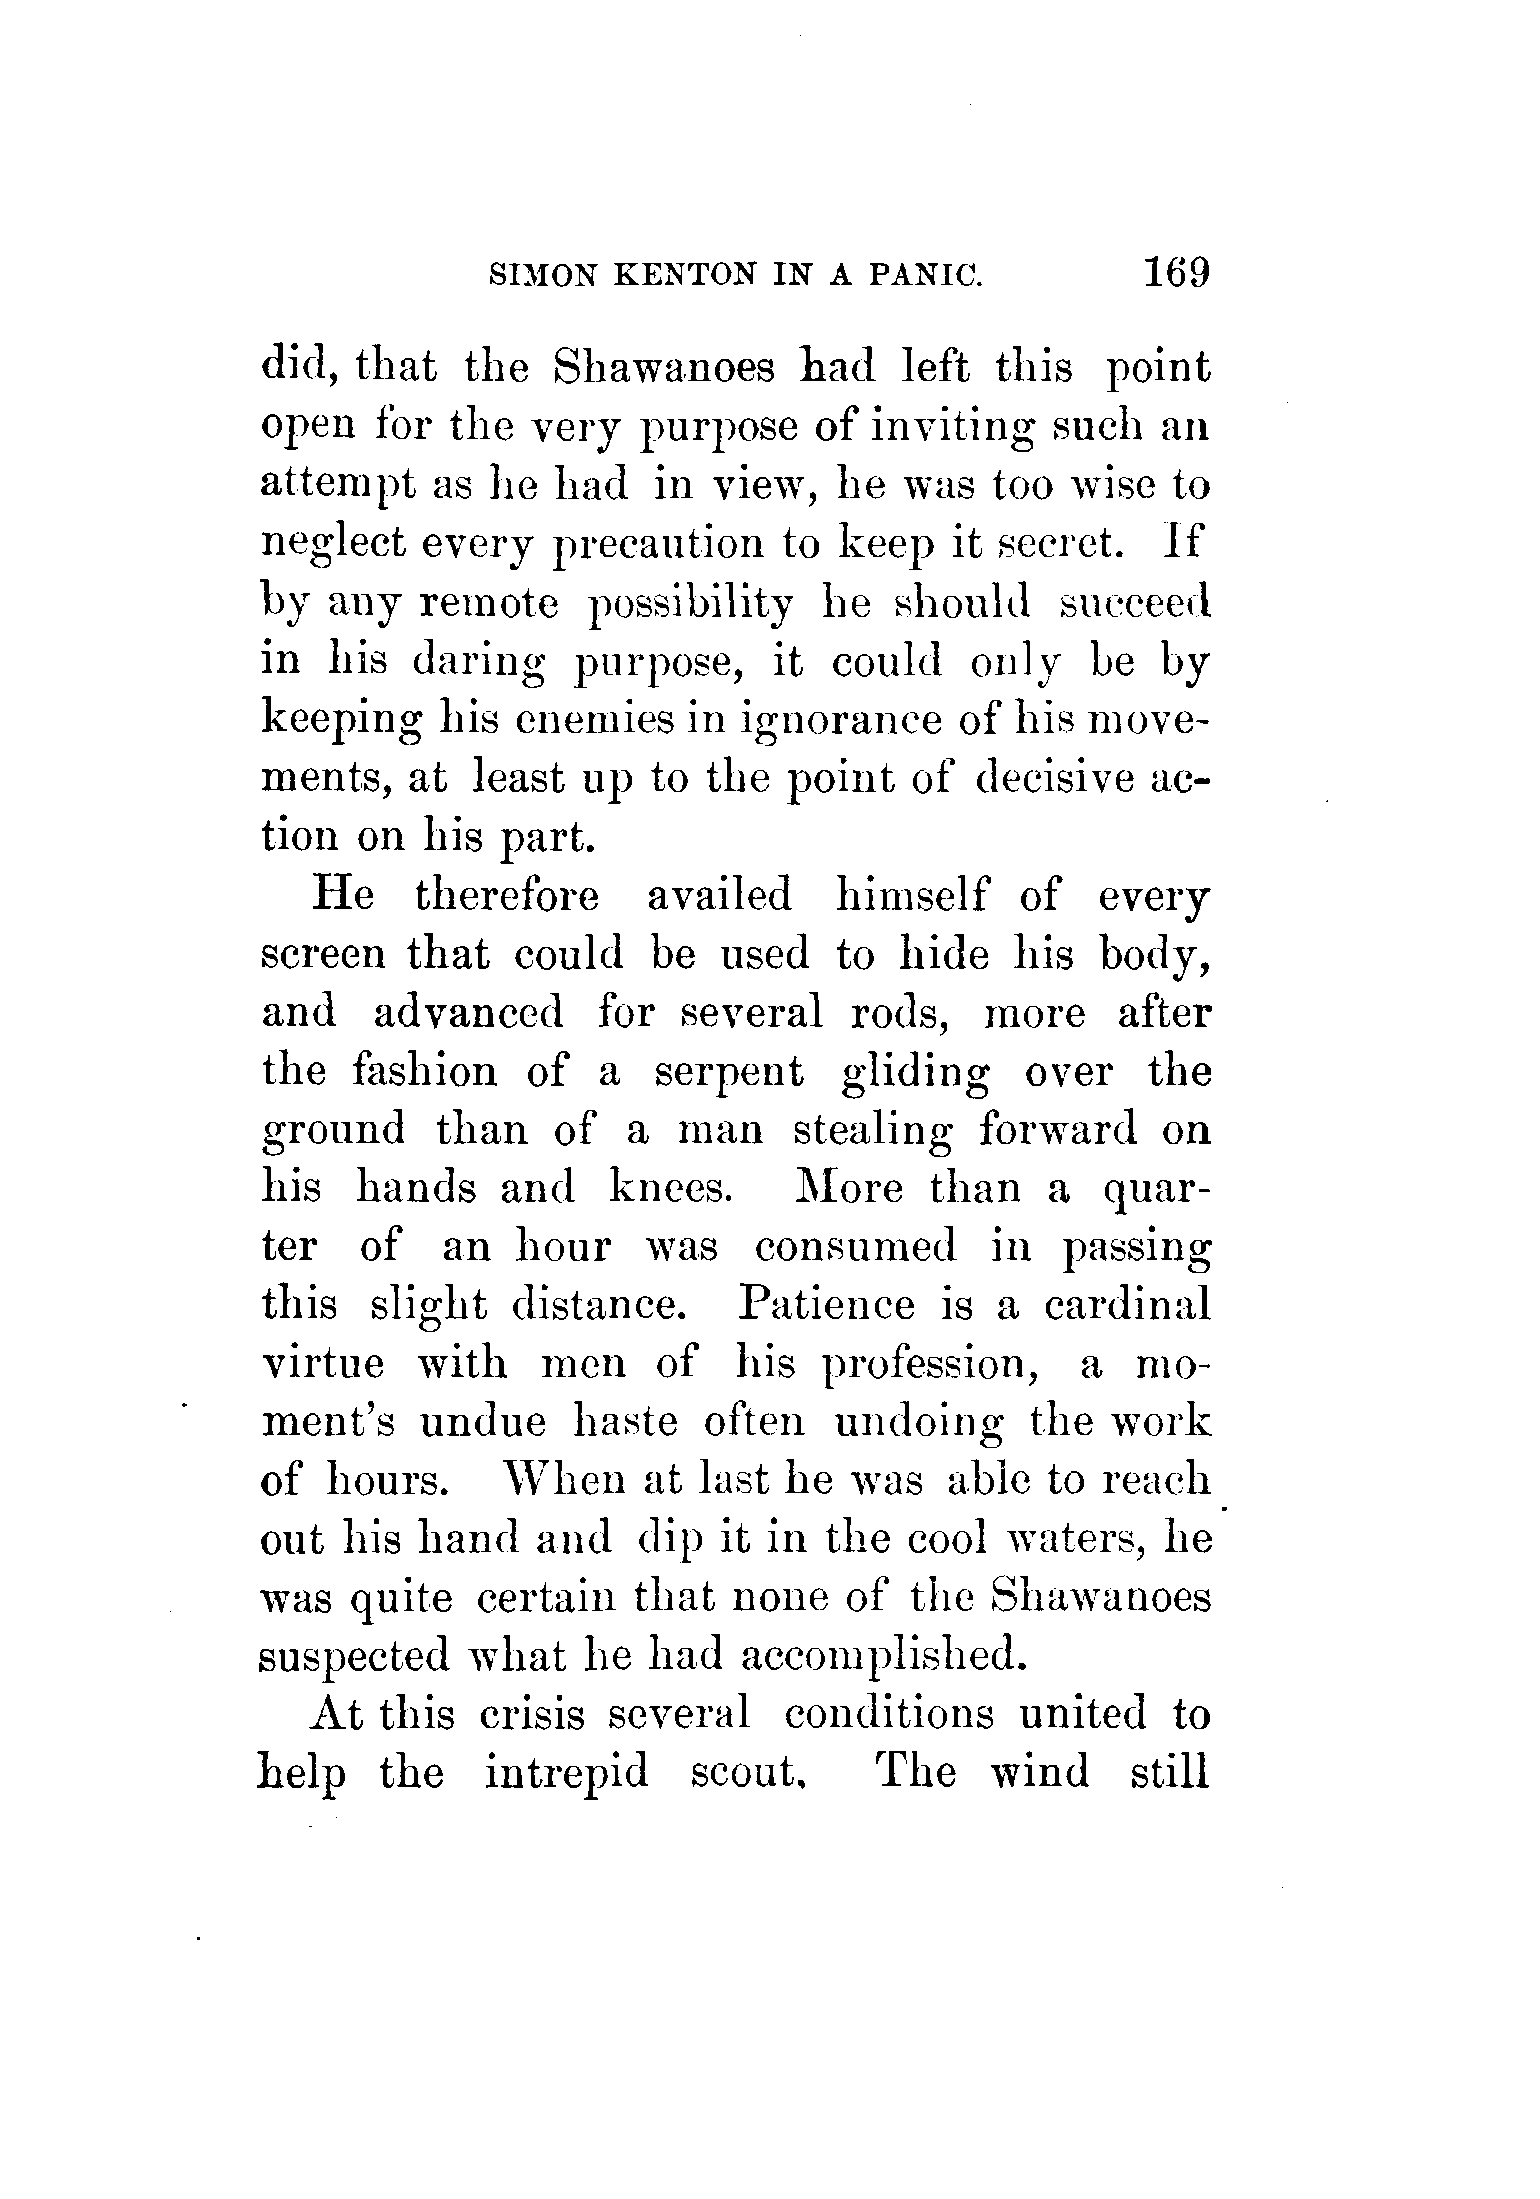 SIMON KENTON IN A PANIC. 169
did, that the Shawanoes had left this point
open for the very purpose of inviting such an
attempt as he had in view, he was too wise to
neglect every precaution to keep it secret. If
by any remote possibility he should succeed
in his daring purpose, it could only be by
keeping his enemies in ignorance of his move-
ments, at least up to the point of decisive ac-
tion on his part.
He therefore availed himself of every
screen that could be used to hide his body,
and advanced for several rods, more after
the fashion of a serpent gliding over the
ground than of a man stealing forward on
his hands and knees. More than a quar-
ter of an hour was consumed in passing
this slight distance. Patience is a cardinal
virtue with men of his profession, a mo-
ment's undue haste often undoing the work
of hours. When at last he was able to reach
out his hand and dip it in the cool waters, he
was quite certain that none of the Shawanoes
suspected what he had accomplished.
At this crisis several conditions united to
help the intrepid scout. The wind still